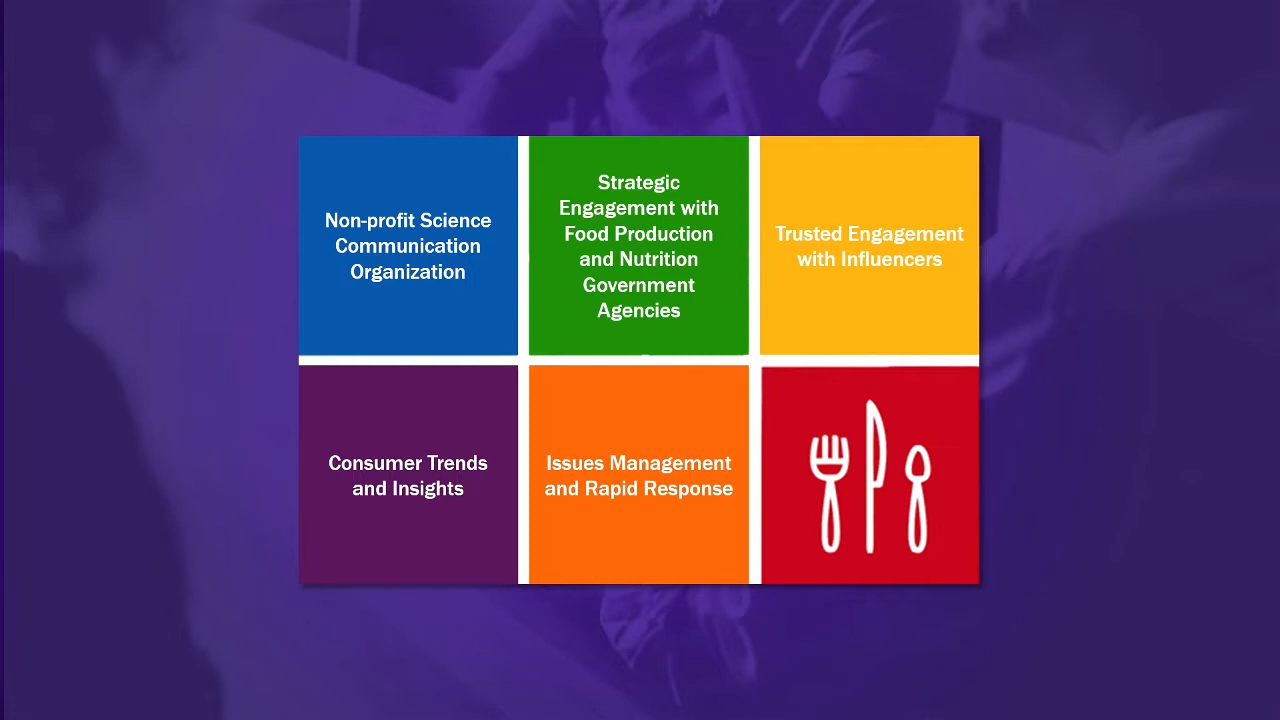 Non-profit Science
Communication
Organization
Strategic
Engagement with
Food Production
and Nutrition
Government
Agencies
Trusted Engagement
with Influencers
Consumer Trends
and Insights
Issues Management
and Rapid Response